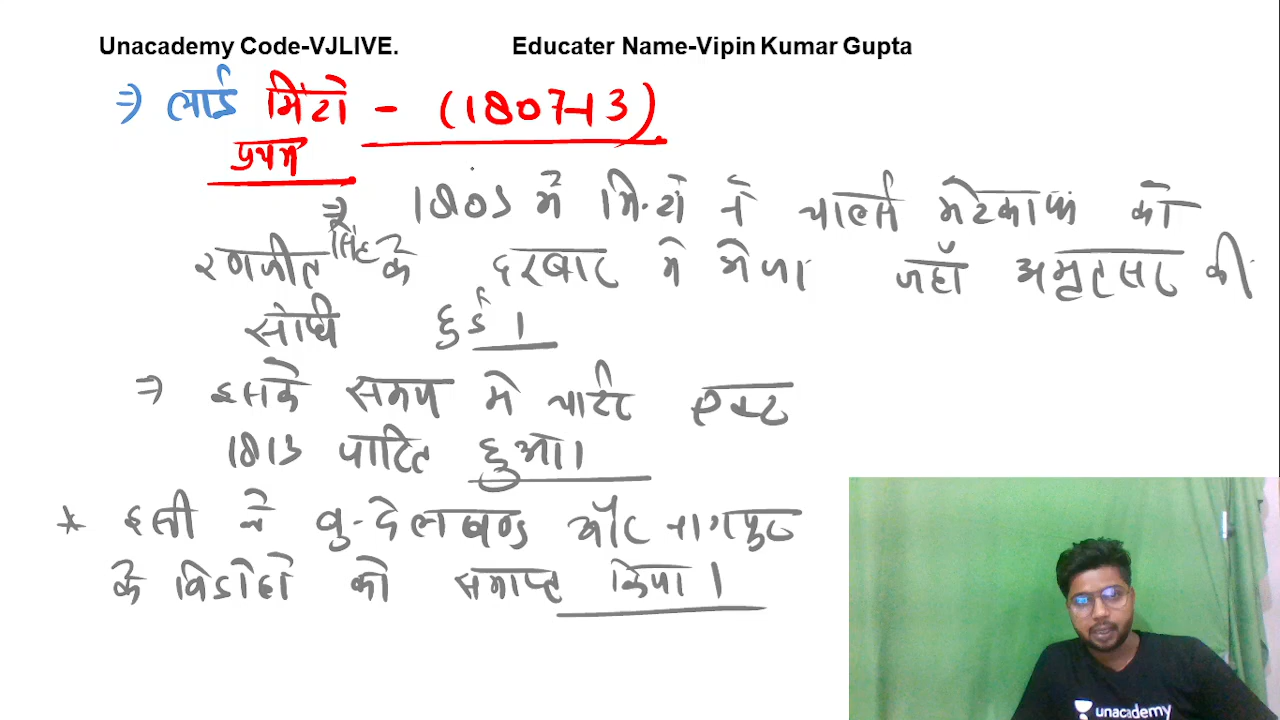 Unacademy Code-VJLIVE. Educater Name-Vipin Kumar Gupta
⇒ लार्ड मिंटो - (1807-13)
प्रथम
⇒ 1809 में मिन्टो ने चार्ल्स मेटकाफ को
रणजीत सिंह के दरबार में भेजा जहाँ अमृतसर की
संधि हुई।
⇒ इसके समय में चार्टर एक्ट
1813 पारित हुआ।
* इसी ने बुन्देलखण्ड और नागपुर
के विद्रोहों को समाप्त किया।
unacademy